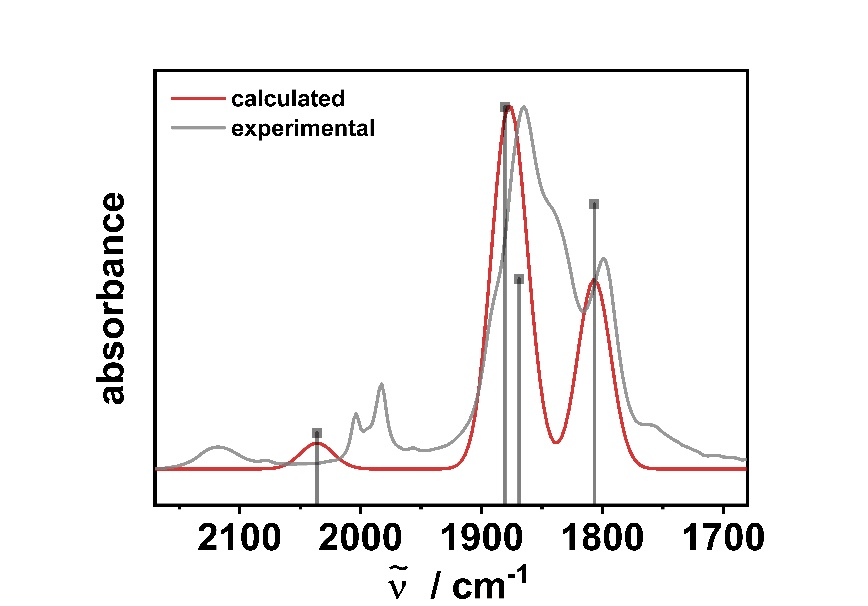 calculated
experimental
absorbance
2100 2000 1900 1800 1700
ṽ / cm⁻¹